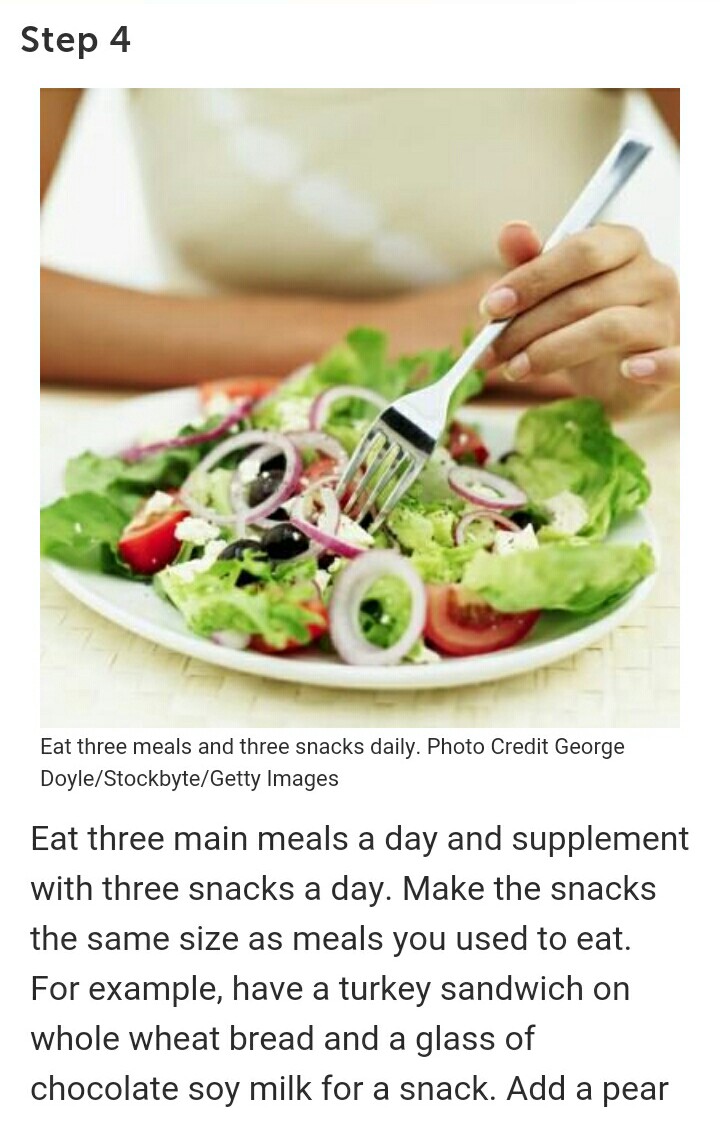 Step 4
Eat three meals and three snacks daily. Photo Credit George
Doyle/Stockbyte/Getty Images
Eat three main meals a day and supplement
with three snacks a day. Make the snacks
the same size as meals you used to eat.
For example, have a turkey sandwich on
whole wheat bread and a glass of
chocolate soy milk for a snack. Add a pear